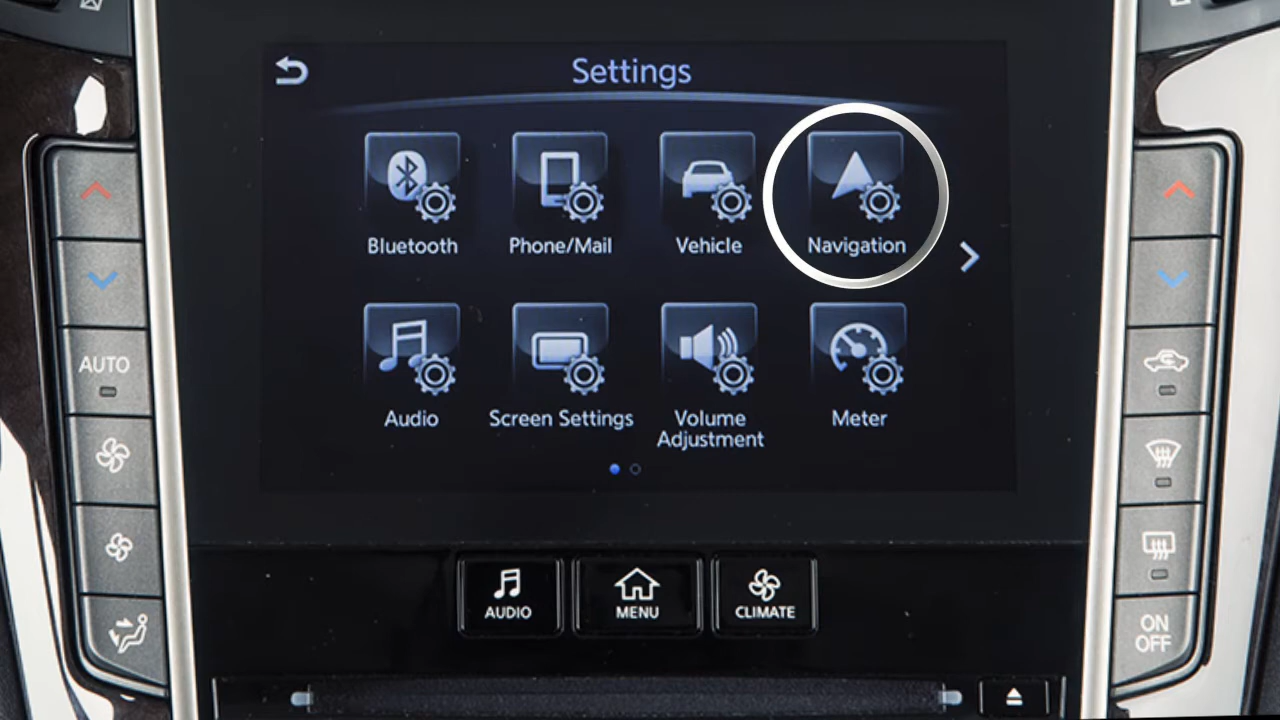 Settings
Bluetooth
Phone/Mail
Vehicle
Navigation
Audio
Screen Settings
Volume
Adjustment
Meter
AUTO
ON
OFF
AUDIO
MENU
CLIMATE